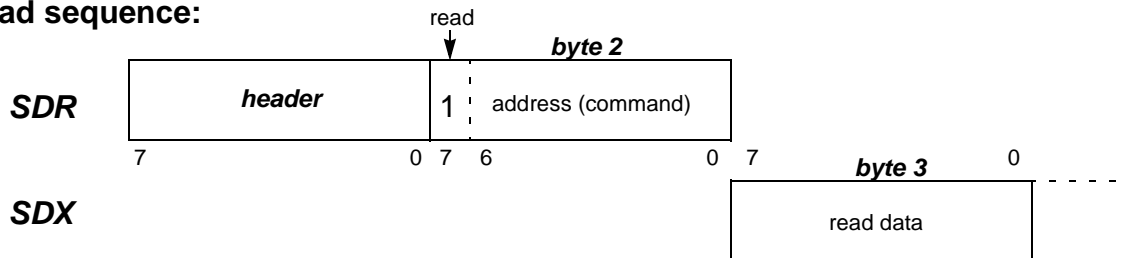 ad sequence:
read
byte 2
SDR
header
1
address (command)
7 0 7 6 0 7 0
byte 3
SDX
read data